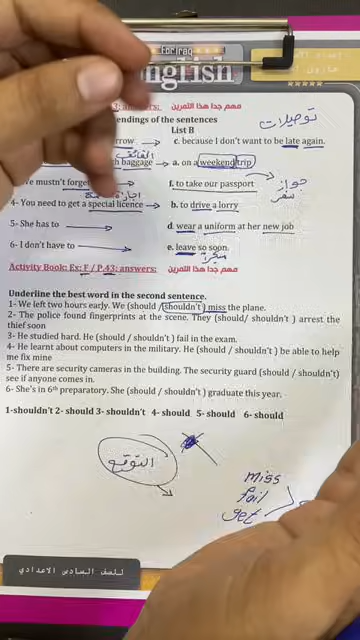 forIraq
English
answers: مهم جدا هذا التمرين
endings of the sentences
توصيلات
List B
rrow
c. because I don't want to be late again.
baggage
a. on a weekend trip
mustn't forget
f. to take our passport
جواز سفر
4- You need to get a special licence
b. to drive a lorry
d. wear a uniform at her new job
5- She has to
6- I don't have to
e. leave so soon.
Activity Book: Ex: F / P.43: answers: مهم جدا هذا التمرين
Underline the best word in the second sentence.
1- We left two hours early. We (should / shouldn't) miss the plane.
2- The police found fingerprints at the scene. They (should/ shouldn't ) arrest the
thief soon
3- He studied hard. He (should / shouldn't ) fail in the exam.
4- He learnt about computers in the military. He (should / shouldn't ) be able to help
me fix mine
5- There are security cameras in the building. The security guard (should / shouldn't)
see if anyone comes in.
6- She's in 6th preparatory. She (should / shouldn't ) graduate this year.
1-shouldn't 2- should 3- shouldn't 4- should 5- should 6- should
التوقع
Miss
fail
get
للصف السادس الاعدادي